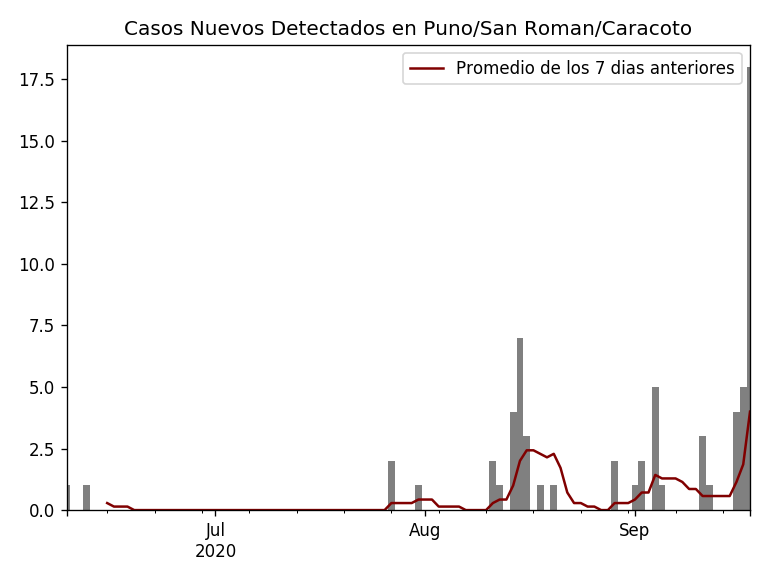 Casos Nuevos Detectados en Puno/San Roman/Caracoto
Promedio de los 7 dias anteriores
17.5
15.0
12.5
10.0
7.5
5.0
2.5
0.0
Jul
2020
Aug
Sep